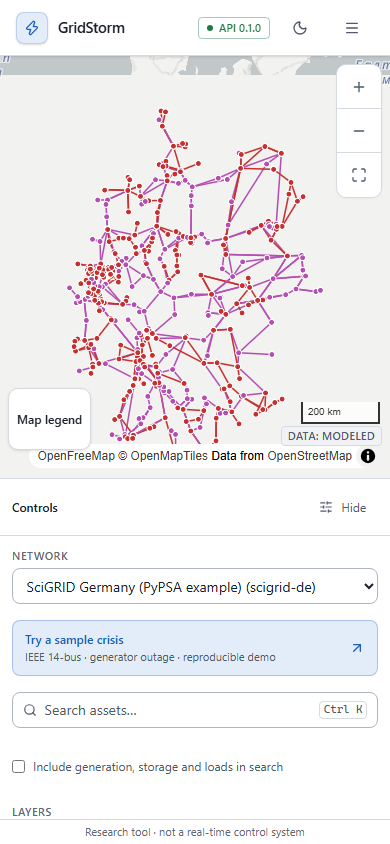 GridStorm
API 0.1.0
Map legend
200 km
DATA: MODELED
OpenFreeMap © OpenMapTiles Data from OpenStreetMap
Controls
Hide
NETWORK
SciGRID Germany (PyPSA example) (scigrid-de)
Try a sample crisis
IEEE 14-bus · generator outage · reproducible demo
Search assets...
Ctrl K
Include generation, storage and loads in search
LAYERS
Research tool · not a real-time control system